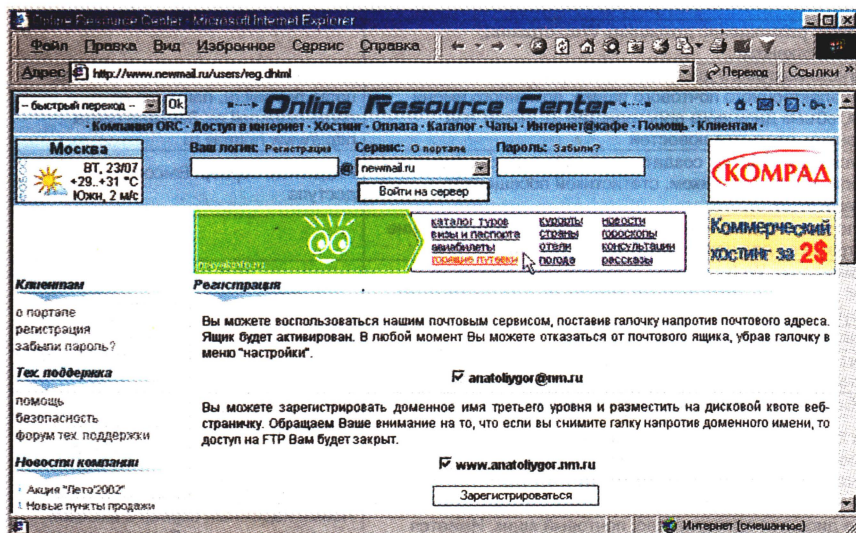 Online Resource Center - Microsoft Internet Explorer
Файл Правка Вид Избранное Сервис Справка
Адрес http://www.newmail.ru/users/reg.dhtml Переход Ссылки »
-- быстрый переход -- Ok Online Resource Center
· Компания ORC · Доступ в интернет · Хостинг · Оплата · Каталог · Чаты · Интернет@кафе · Помощь · Клиентам ·
Москва
ВТ, 23/07
+29..+31 °C
Южн, 2 м/с
Ваш логин: Регистрация Сервис: О портале Пароль: Забыли?
@ newmail.ru
Войти на сервер
КОМРАД
каталог туров курорты новости
визы и паспорта страны гороскопы
авиабилеты отели консультации
горящие путевки погода рассказы
Коммерческий
хостинг за 2$
Клиентам
о портале
регистрация
забыли пароль?
Тех. поддержка
помощь
безопасность
форум тех. поддержки
Новости компании
Акция "Лето'2002"
Новые пункты продажи
Регистрация
Вы можете воспользоваться нашим почтовым сервисом, поставив галочку напротив почтового адреса.
Ящик будет активирован. В любой момент Вы можете отказаться от почтового ящика, убрав галочку в
меню "настройки".
anatoliygor@nm.ru
Вы можете зарегистрировать доменное имя третьего уровня и разместить на дисковой квоте веб-
страничку. Обращаем Ваше внимание на то, что если вы снимите галку напротив доменного имени, то
доступ на FTP Вам будет закрыт.
www.anatoliygor.nm.ru
Зарегистрироваться
Интернет (смешанное)